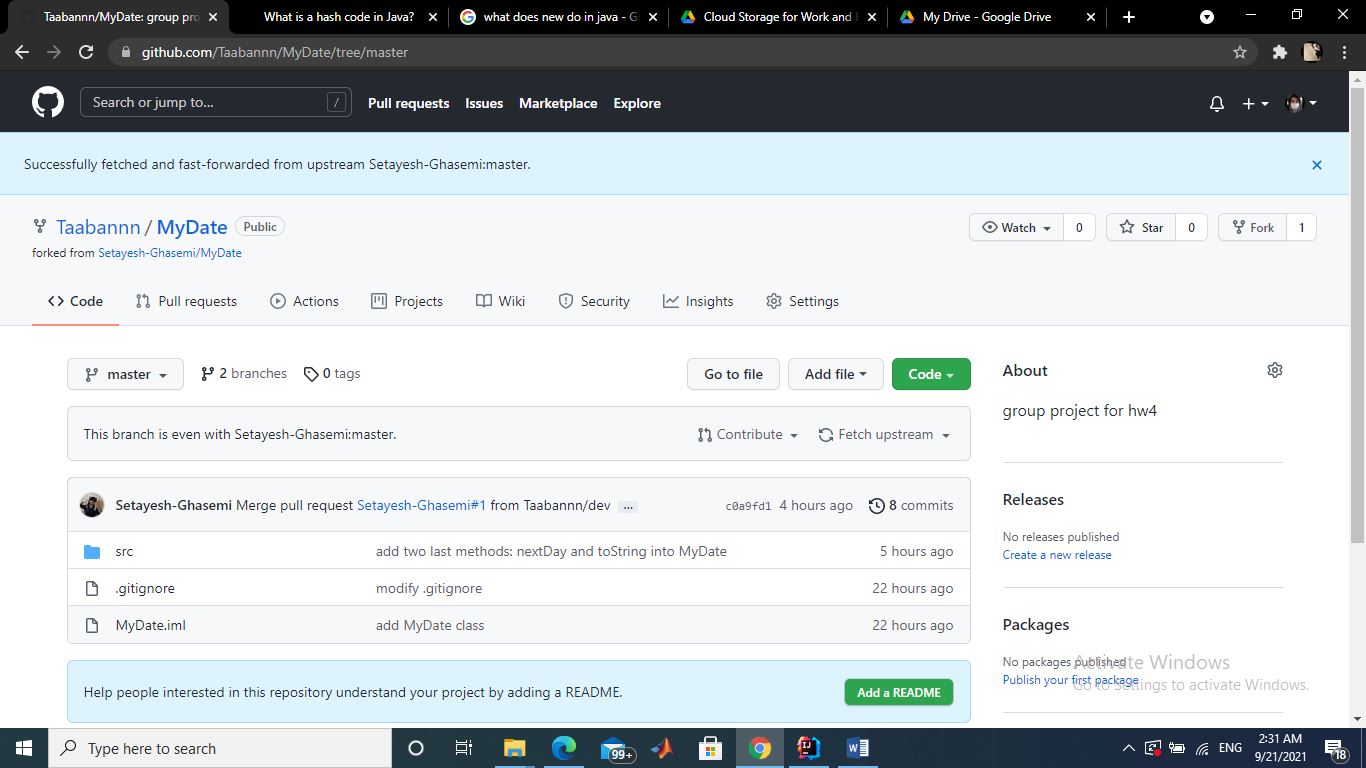 Taabannn/MyDate: group pro
What is a hash code in Java?
what does new do in java - G
Cloud Storage for Work and
My Drive - Google Drive
github.com/Taabannn/MyDate/tree/master
Search or jump to... /
Pull requests Issues Marketplace Explore
Successfully fetched and fast-forwarded from upstream Setayesh-Ghasemi:master.
Taabannn / MyDate Public
Watch 0 Star 0 Fork 1
forked from Setayesh-Ghasemi/MyDate
Code Pull requests Actions Projects Wiki Security Insights Settings
master 2 branches 0 tags
Go to file Add file Code
This branch is even with Setayesh-Ghasemi:master.
Contribute Fetch upstream
Setayesh-Ghasemi Merge pull request Setayesh-Ghasemi#1 from Taabannn/dev ... c0a9fd1 4 hours ago 8 commits
src add two last methods: nextDay and toString into MyDate 5 hours ago
.gitignore modify .gitignore 22 hours ago
MyDate.iml add MyDate class 22 hours ago
Help people interested in this repository understand your project by adding a README.
Add a README
About
group project for hw4
Releases
No releases published
Create a new release
Packages
No packages published
Publish your first package
Activate Windows
Go to Settings to activate Windows.
Type here to search
99+
ENG
2:31 AM
9/21/2021
18